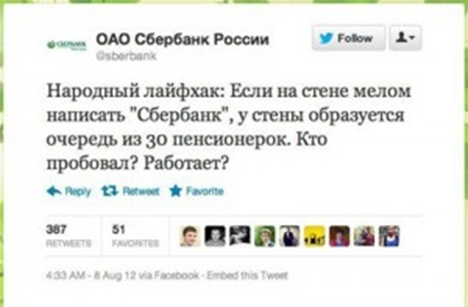 СБЕРБАНК
ОАО Сбербанк России
@sberbank
Follow
Народный лайфхак: Если на стене мелом
написать "Сбербанк", у стены образуется
очередь из 30 пенсионерок. Кто
пробовал? Работает?
Reply Retweet Favorite
387 51
RETWEETS FAVORITES
4:33 AM - 8 Aug 12 via Facebook · Embed this Tweet